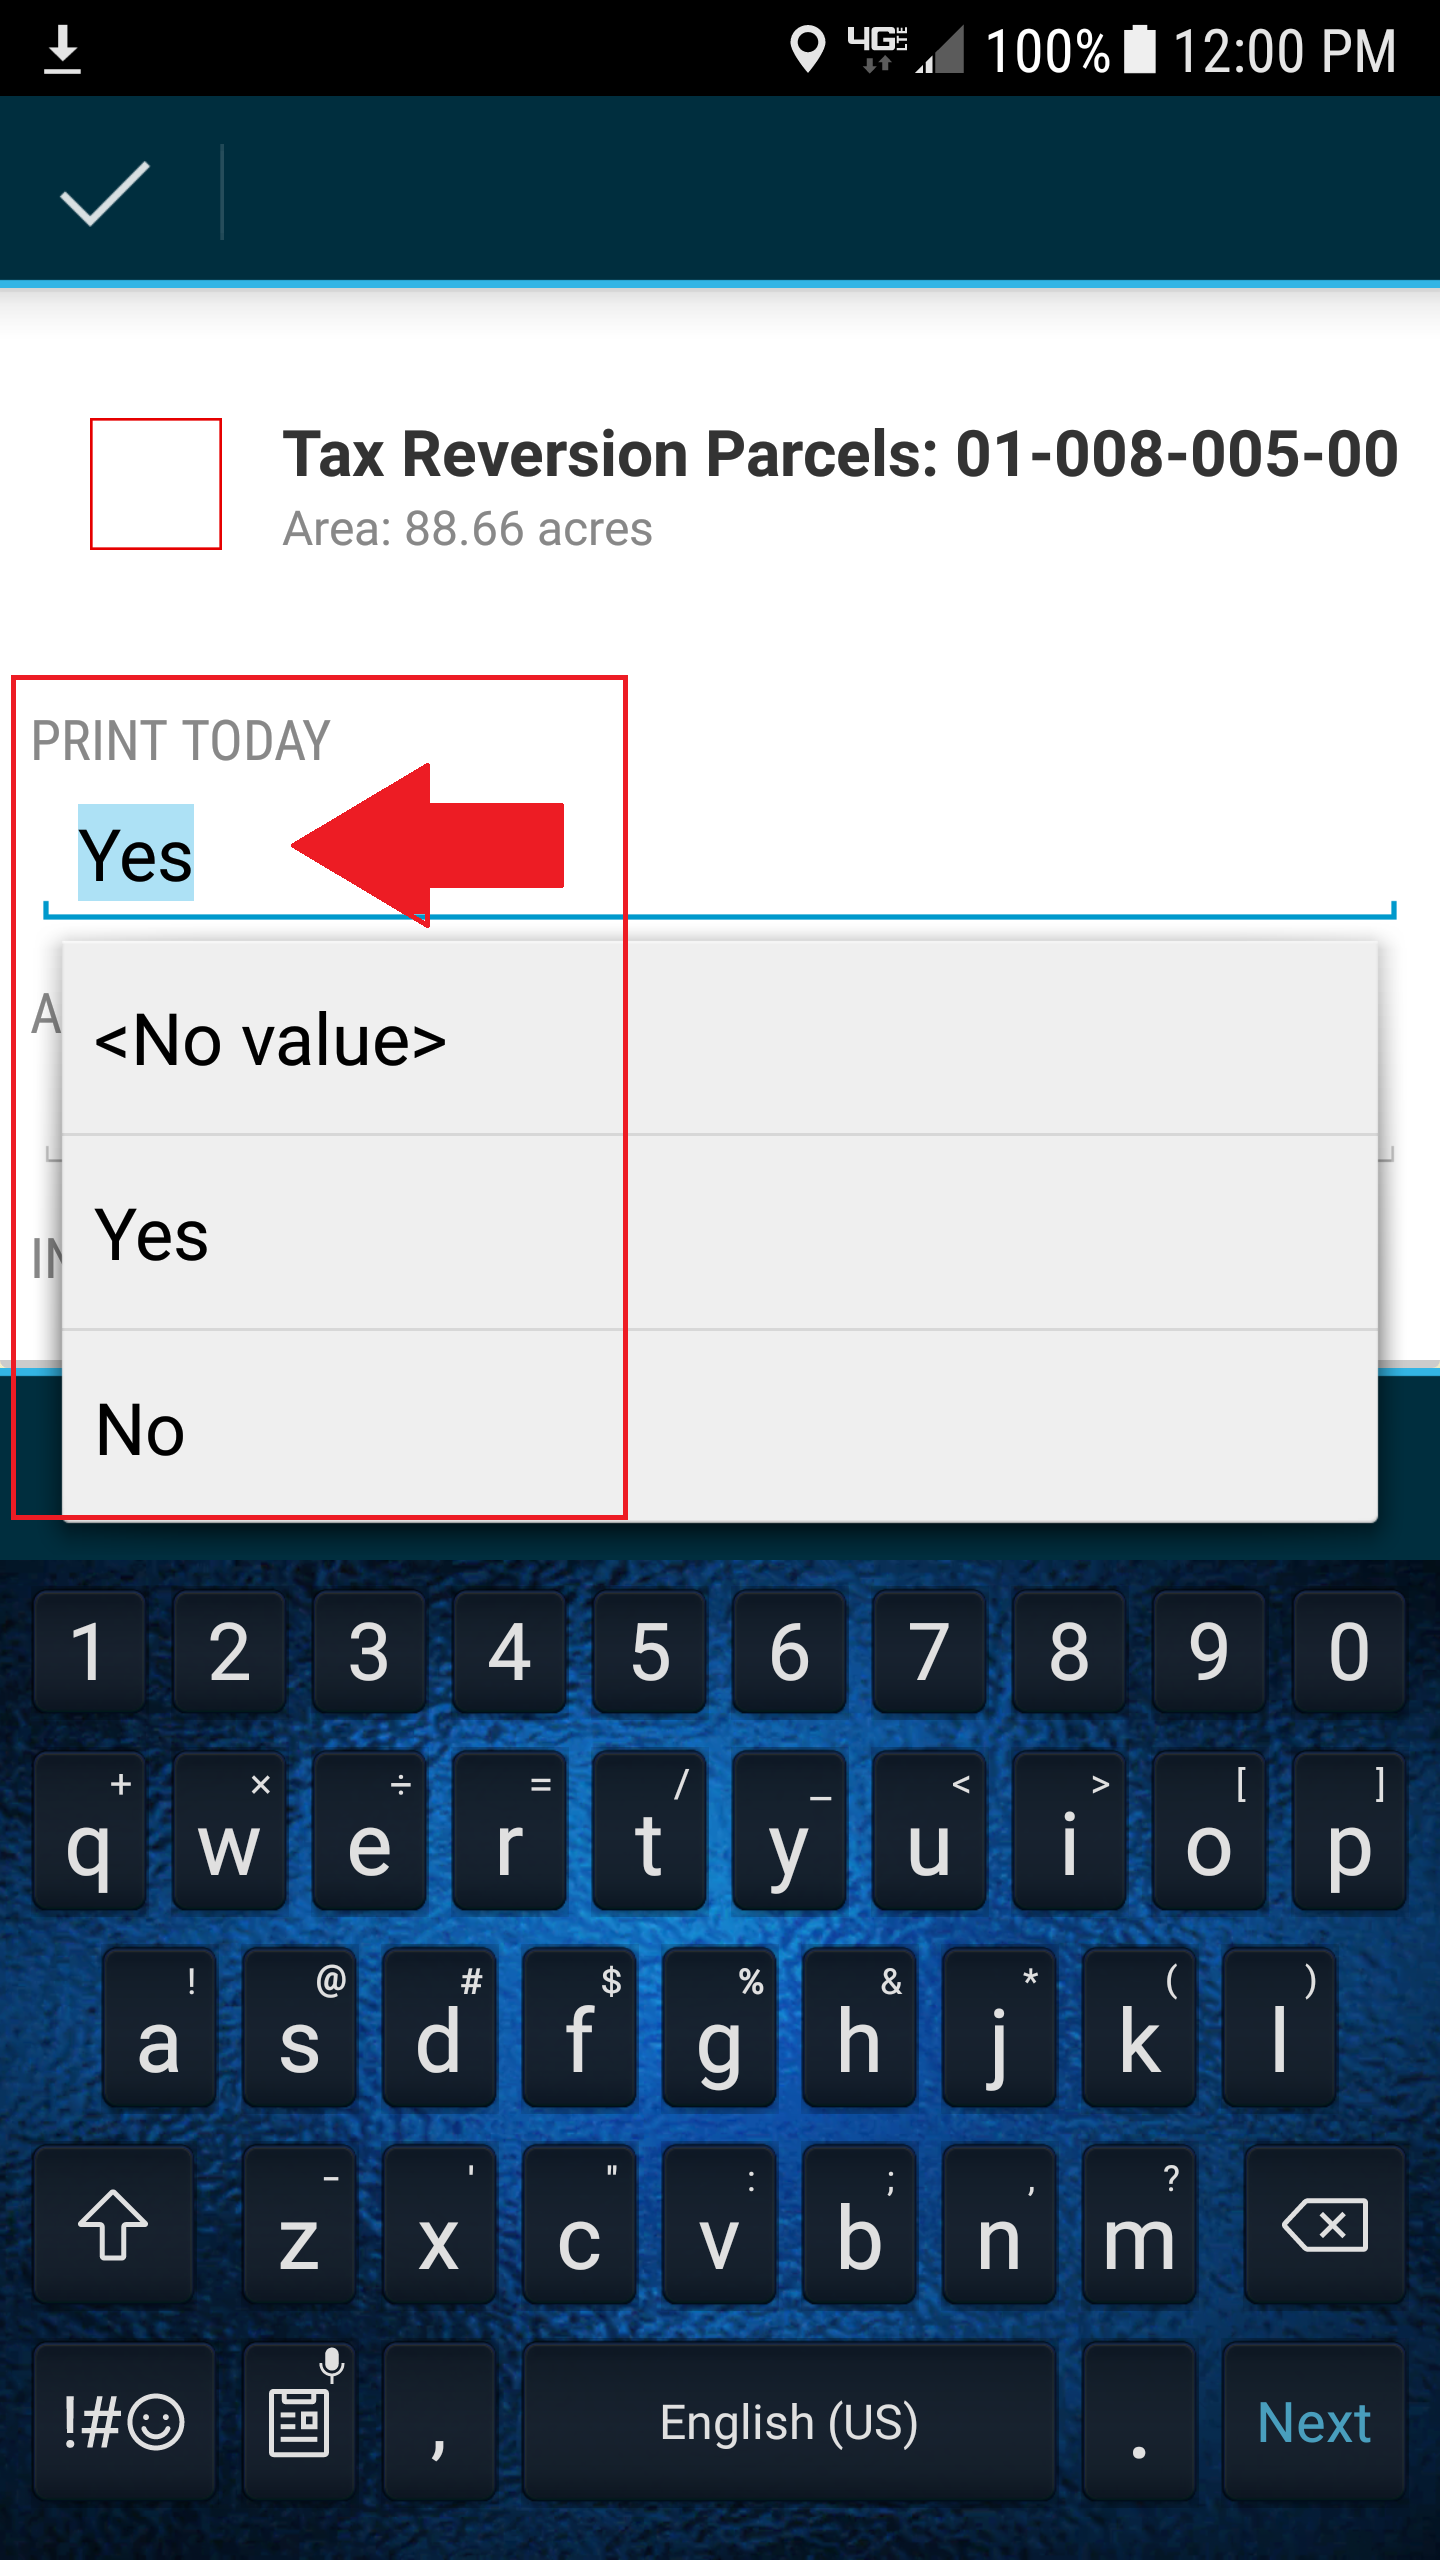 4G LTE 100% 12:00 PM
Tax Reversion Parcels: 01-008-005-00
Area: 88.66 acres
PRINT TODAY
Yes
A
<No value>
Yes
IN
No
1 2 3 4 5 6 7 8 9 0
+ × ÷ = / _ < > [ ]
q w e r t y u i o p
! @ # $ % & * ( )
a s d f g h j k l
- ' " : ; , ?
z x c v b n m
!#☺ , English (US) . Next